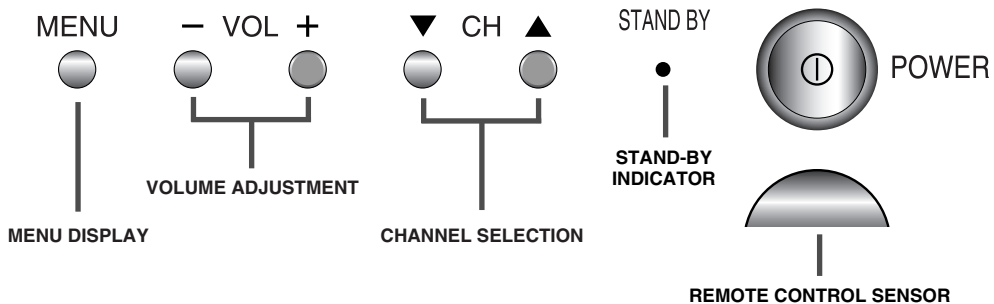 MENU
− VOL +
▼ CH ▲
STAND BY
POWER
STAND-BY
INDICATOR
VOLUME ADJUSTMENT
MENU DISPLAY
CHANNEL SELECTION
REMOTE CONTROL SENSOR